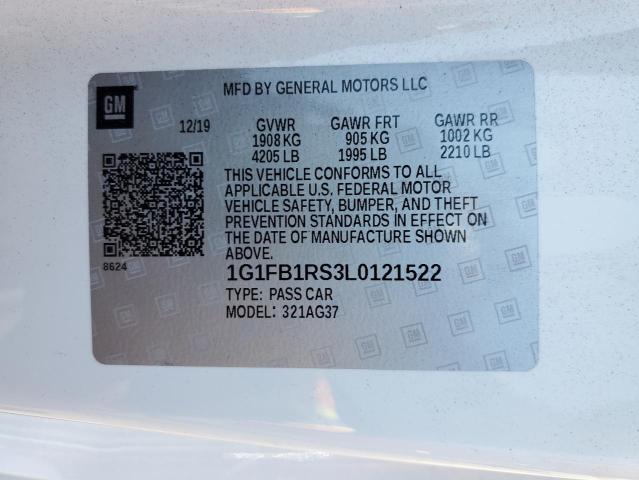 GM
MFD BY GENERAL MOTORS LLC
12/19 GVWR GAWR FRT GAWR RR
1908 KG 905 KG 1002 KG
4205 LB 1995 LB 2210 LB
THIS VEHICLE CONFORMS TO ALL
APPLICABLE U.S. FEDERAL MOTOR
VEHICLE SAFETY, BUMPER, AND THEFT
PREVENTION STANDARDS IN EFFECT ON
THE DATE OF MANUFACTURE SHOWN
ABOVE.
8624
1G1FB1RS3L0121522
TYPE: PASS CAR
MODEL: 321AG37